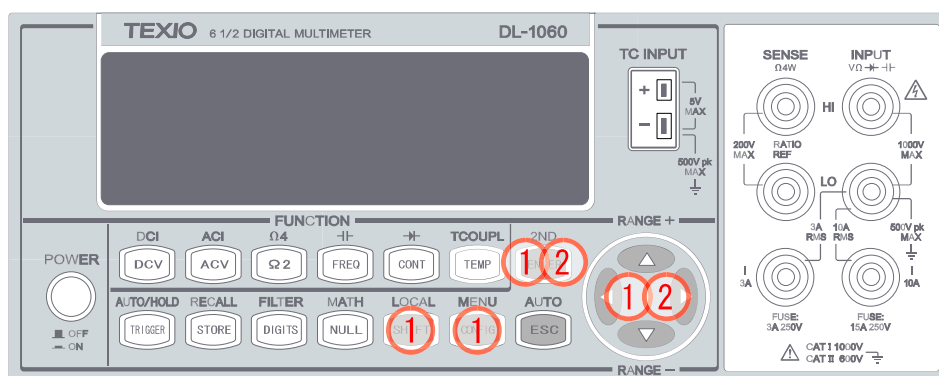 TEXIO 6 1/2 DIGITAL MULTIMETER DL-1060
TC INPUT
+
5V
MAX
−
500V pk
MAX
SENSE
Ω4W
INPUT
VΩ
HI
200V
MAX
RATIO
REF
1000V
MAX
LO
3A
RMS
10A
RMS
500V pk
MAX
I
3A
I
10A
FUSE:
3A 250V
FUSE:
15A 250V
CAT I 1000V
CAT II 600V
FUNCTION
RANGE +
DCI ACI Ω4 TCOUPL 2ND
POWER
DCV ACV Ω2 FREQ CONT TEMP 1 2
1 2
AUTO/HOLD RECALL FILTER MATH LOCAL MENU AUTO
TRIGGER STORE DIGITS NULL SHIFT 1 CONFIG 1 ESC
OFF
ON
RANGE −